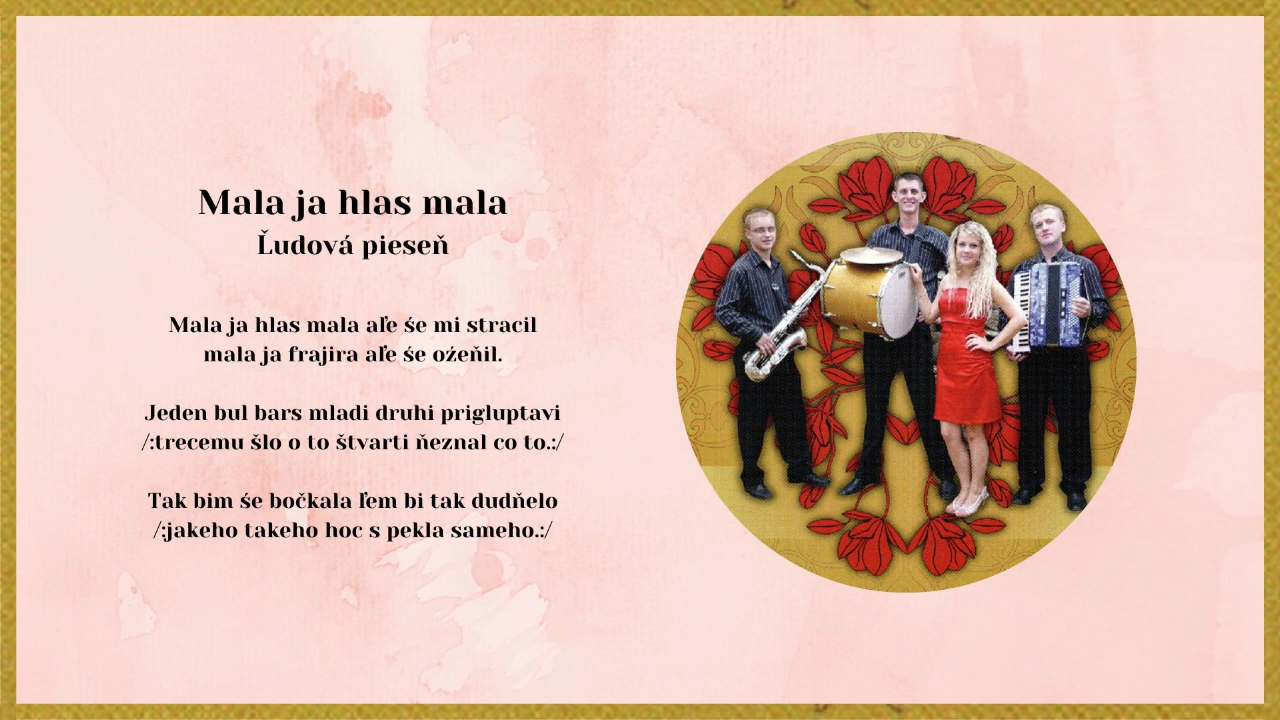 Mala ja hlas mala
Ľudová pieseň
Mala ja hlas mala aľe śe mi stracil
mala ja frajira aľe śe oźeňil.
Jeden bul bars mladi druhi prigluptavi
/:trecemu šlo o to štvarti ňeznal co to.:/
Tak bim śe bočkala ľem bi tak dudňelo
/:jakeho takeho hoc s pekla sameho.:/